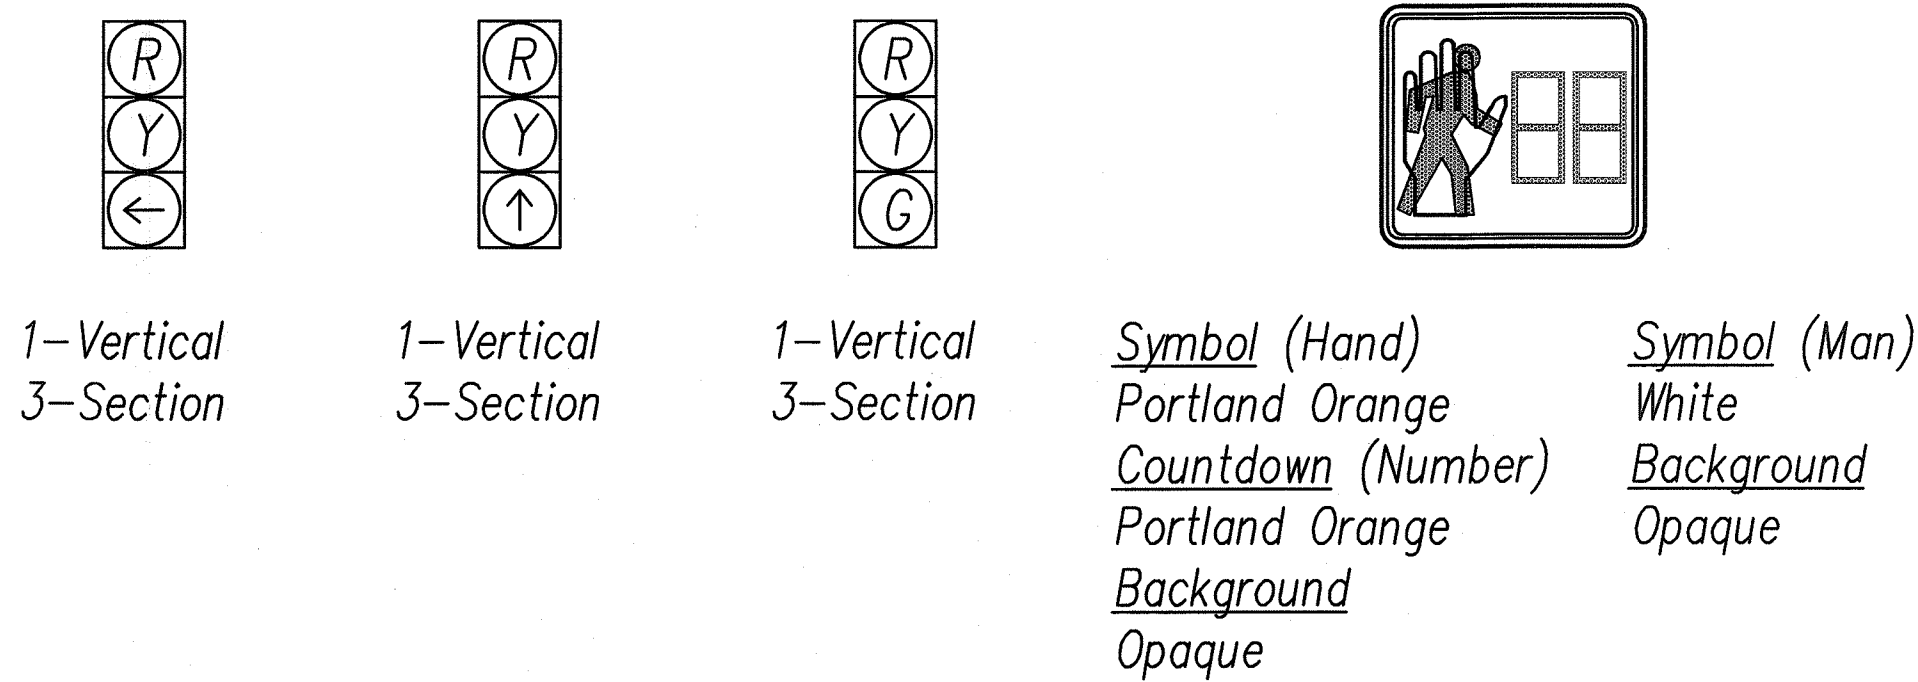 R
Y
←
1-Vertical
3-Section
R
Y
↑
1-Vertical
3-Section
R
Y
G
1-Vertical
3-Section
Symbol (Hand)
Portland Orange
Countdown (Number)
Portland Orange
Background
Opaque
Symbol (Man)
White
Background
Opaque